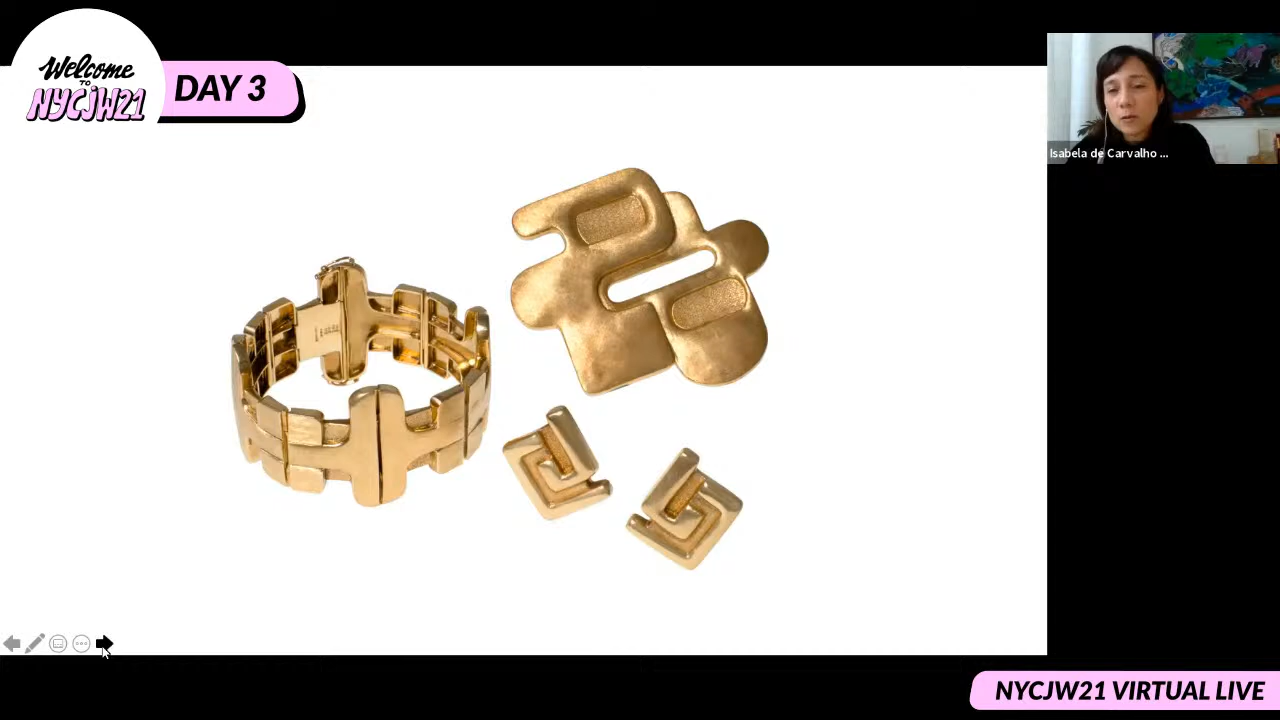 Welcome
TO
NYCJW21
DAY 3
Isabela de Carvalho ...
NYCJW21 VIRTUAL LIVE